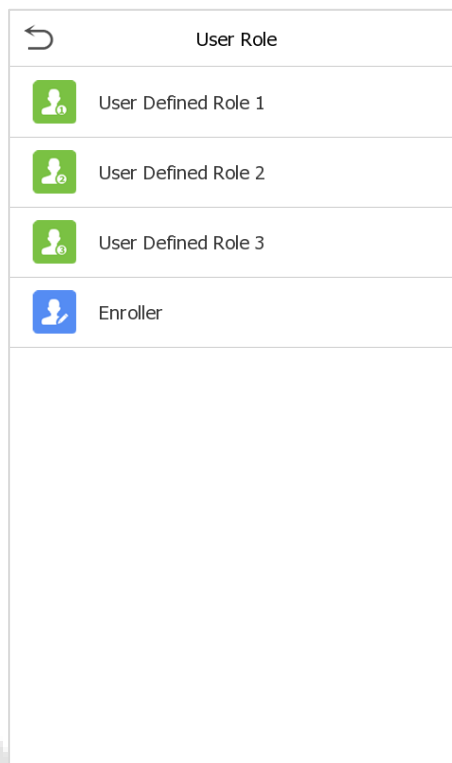 User Role
User Defined Role 1
User Defined Role 2
User Defined Role 3
Enroller